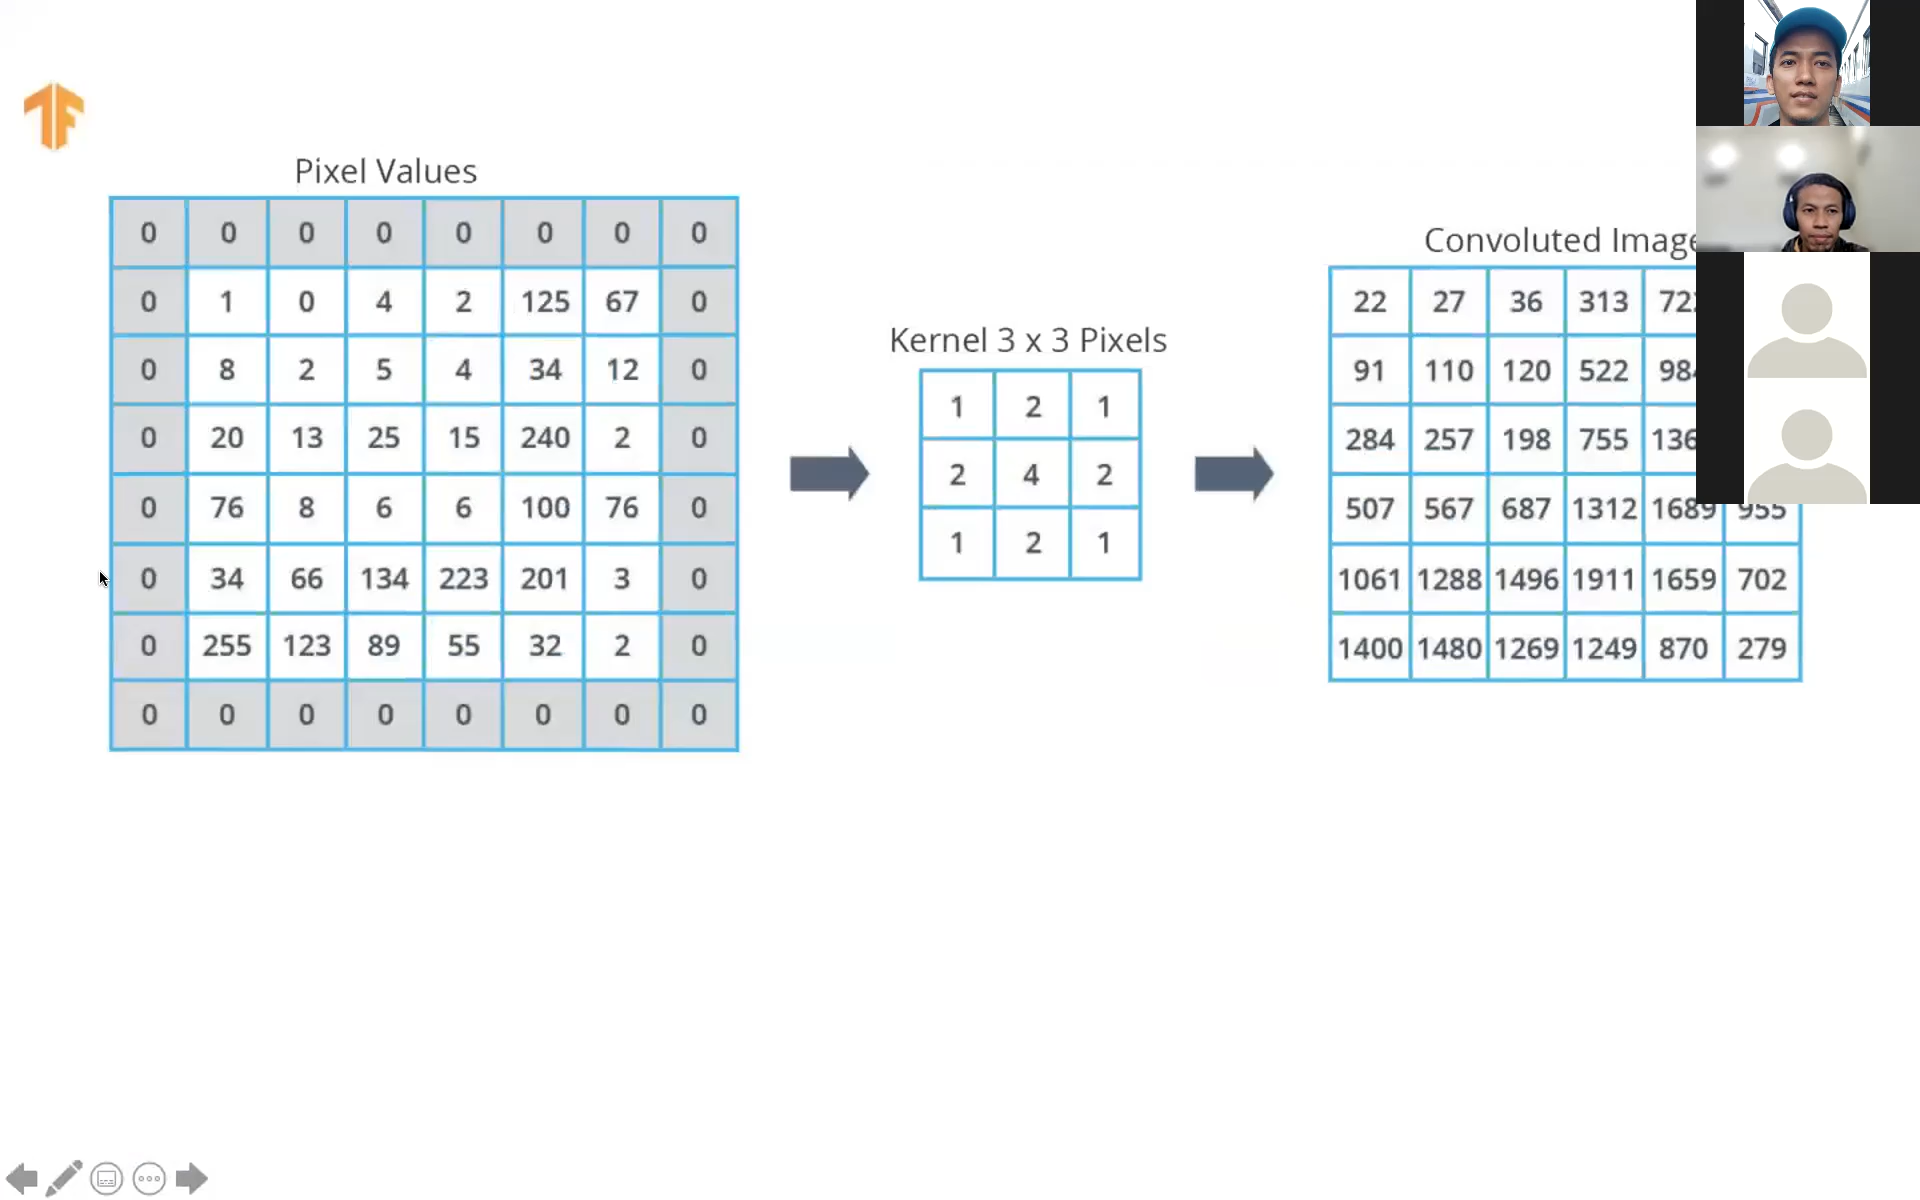 TF
Pixel Values
0 0 0 0 0 0 0 0
0 1 0 4 2 125 67 0
0 8 2 5 4 34 12 0
0 20 13 25 15 240 2 0
0 76 8 6 6 100 76 0
0 34 66 134 223 201 3 0
0 255 123 89 55 32 2 0
0 0 0 0 0 0 0 0
Kernel 3 x 3 Pixels
1 2 1
2 4 2
1 2 1
Convoluted Image
22 27 36 313
91 110 120 522
284 257 198 755
507 567 687 1312 1689 955
1061 1288 1496 1911 1659 702
1400 1480 1269 1249 870 279